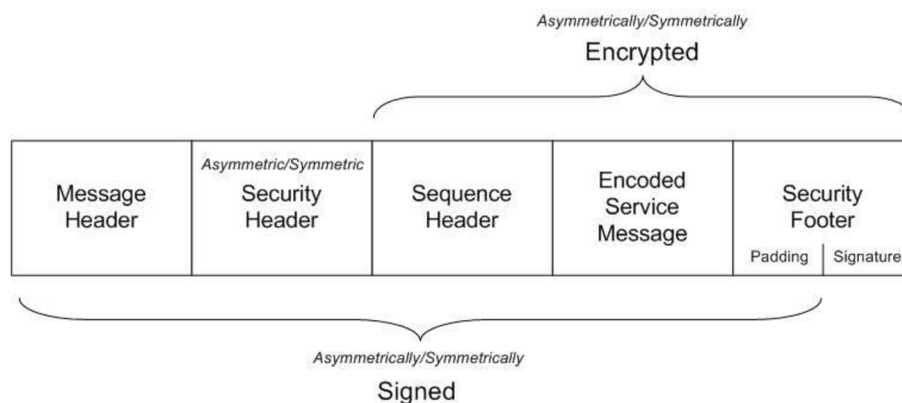 Asymmetrically/Symmetrically
Encrypted
Message
Header
Asymmetric/Symmetric
Security
Header
Sequence
Header
Encoded
Service
Message
Security
Footer
Padding
Signature
Asymmetrically/Symmetrically
Signed